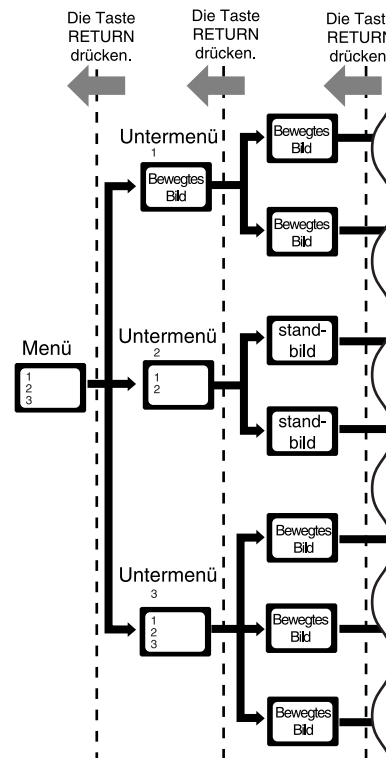 Die Taste
RETURN
drücken.
Die Taste
RETURN
drücken.
Die Taste
RETURN
drücken.
Untermenü
1
Bewegtes
Bild
Bewegtes
Bild
Bewegtes
Bild
Menü
1
2
3
Untermenü
2
1
2
stand-
bild
stand-
bild
Untermenü
3
1
2
3
Bewegtes
Bild
Bewegtes
Bild
Bewegtes
Bild